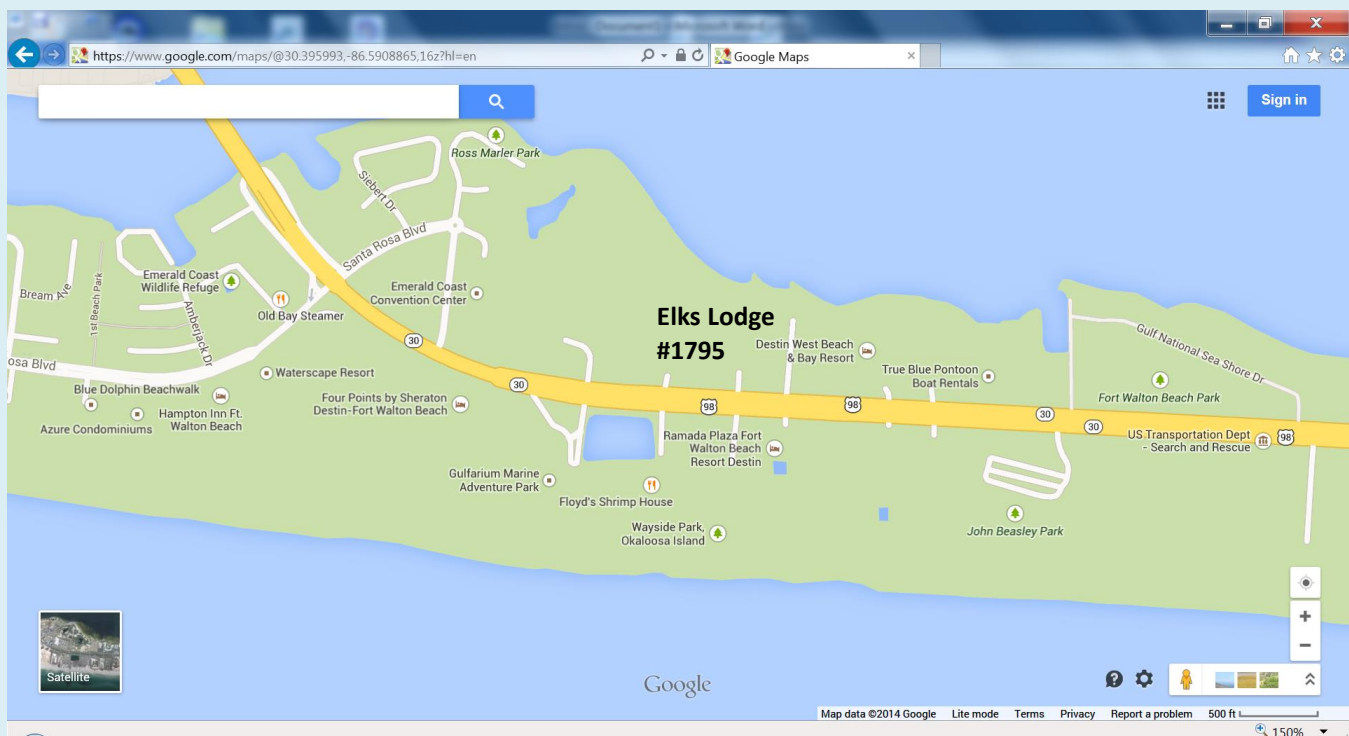 https://www.google.com/maps/@30.395993,-86.5908865,16z?hl=en
Google Maps
Sign in
Ross Marler Park
Siebert Dr
Santa Rosa Blvd
Emerald Coast
Wildlife Refuge
Bream Ave
1st Beach Park
Amberjack Dr
Old Bay Steamer
Emerald Coast
Convention Center
Elks Lodge
#1795
Destin West Beach
& Bay Resort
Gulf National Sea Shore Dr
True Blue Pontoon
Boat Rentals
Fort Walton Beach Park
30
30
98
98
30
30
98
osa Blvd
Waterscape Resort
Blue Dolphin Beachwalk
Hampton Inn Ft.
Walton Beach
Azure Condominiums
Four Points by Sheraton
Destin-Fort Walton Beach
US Transportation Dept
- Search and Rescue
Ramada Plaza Fort
Walton Beach
Resort Destin
Gulfarium Marine
Adventure Park
Floyd's Shrimp House
Wayside Park,
Okaloosa Island
John Beasley Park
Satellite
Google
Map data ©2014 Google Lite mode Terms Privacy Report a problem 500 ft
150%